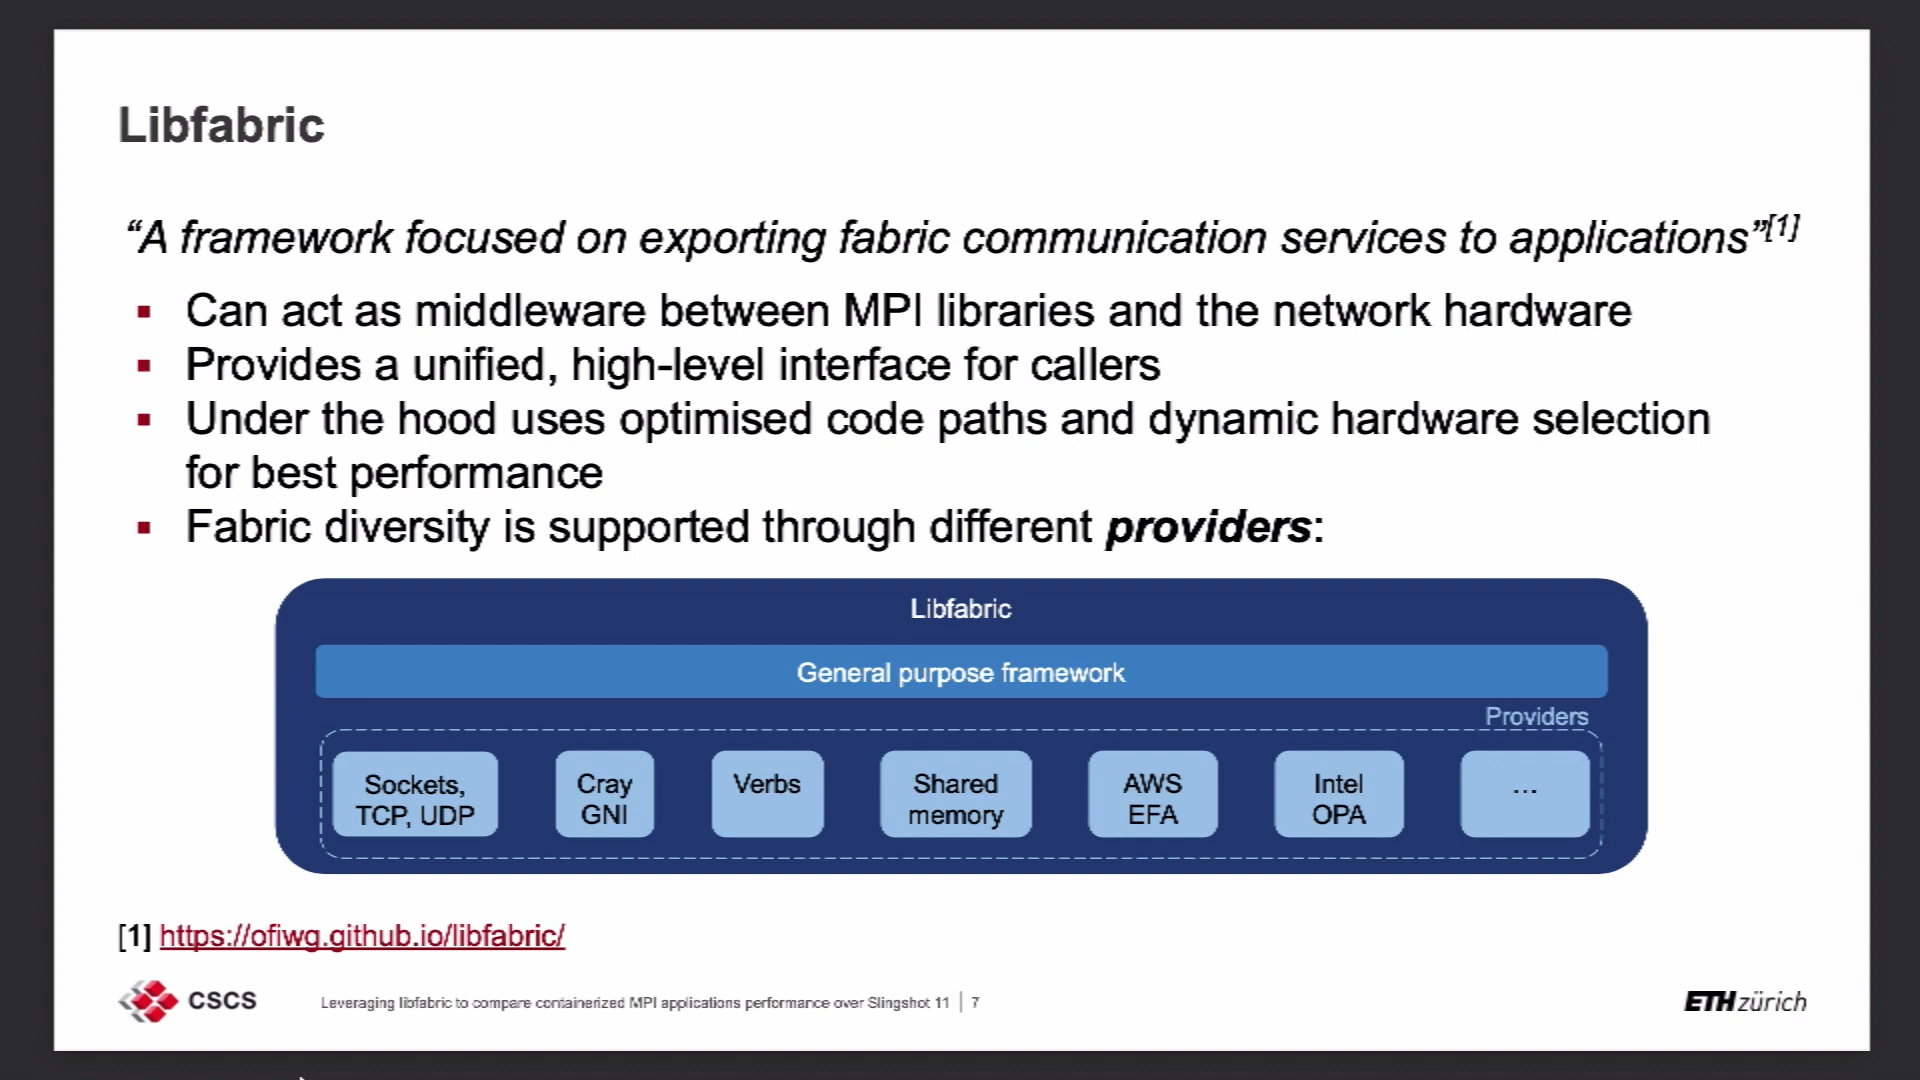 Libfabric
“A framework focused on exporting fabric communication services to applications”[1]
▪ Can act as middleware between MPI libraries and the network hardware
▪ Provides a unified, high-level interface for callers
▪ Under the hood uses optimised code paths and dynamic hardware selection
for best performance
▪ Fabric diversity is supported through different providers:
Libfabric
General purpose framework
Providers
Sockets,
TCP, UDP
Cray
GNI
Verbs
Shared
memory
AWS
EFA
Intel
OPA
...
[1] https://ofiwg.github.io/libfabric/
CSCS
Leveraging libfabric to compare containerized MPI applications performance over Slingshot 11 | 7
ETH zürich